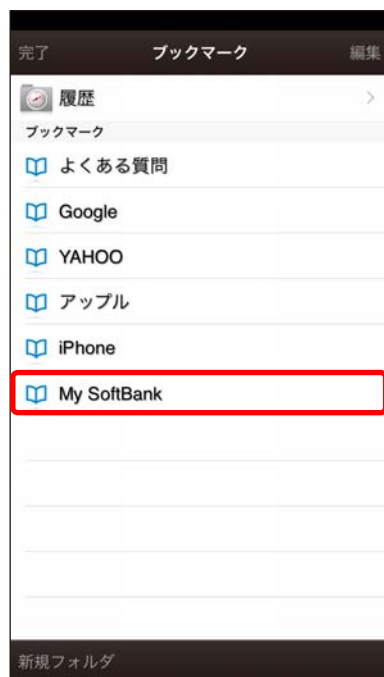 完了 ブックマーク 編集
履歴
ブックマーク
よくある質問
Google
YAHOO
アップル
iPhone
My SoftBank
新規フォルダ